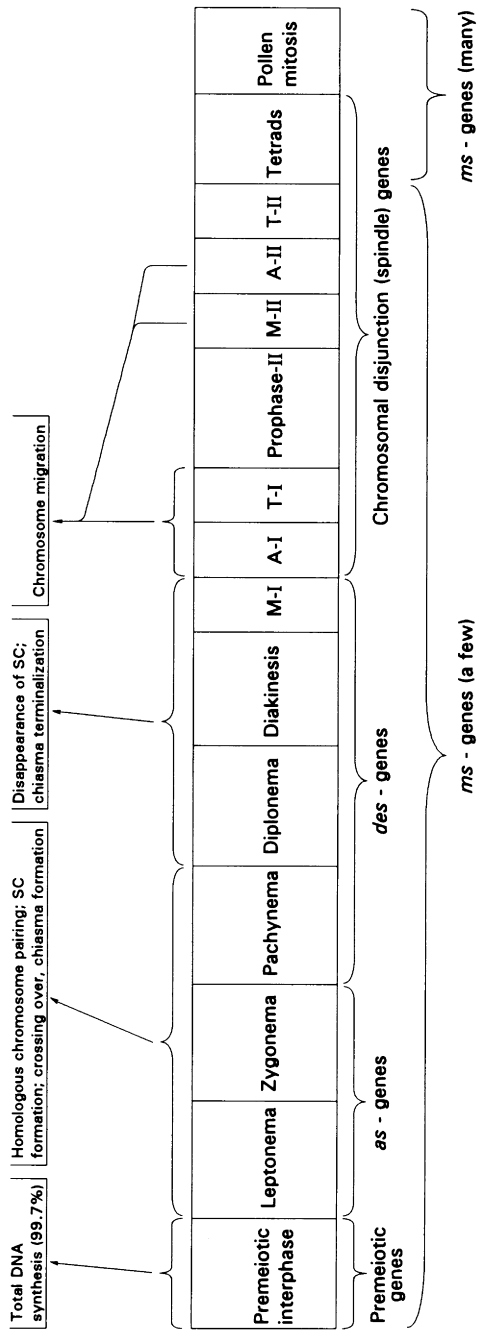 Total DNA
synthesis (99.7%)
Homologous chromosome pairing; SC
formation; crossing over, chiasma formation
Disappearance of SC;
chiasma terminalization
Chromosome migration
Premeiotic
interphase
Leptonema
Zygonema
Pachynema
Diplonema
Diakinesis
M-I
A-I
T-I
Prophase-II
M-II
A-II
T-II
Tetrads
Pollen
mitosis
Premeiotic
genes
as - genes
des - genes
Chromosomal disjunction (spindle) genes
ms - genes (a few)
ms - genes (many)